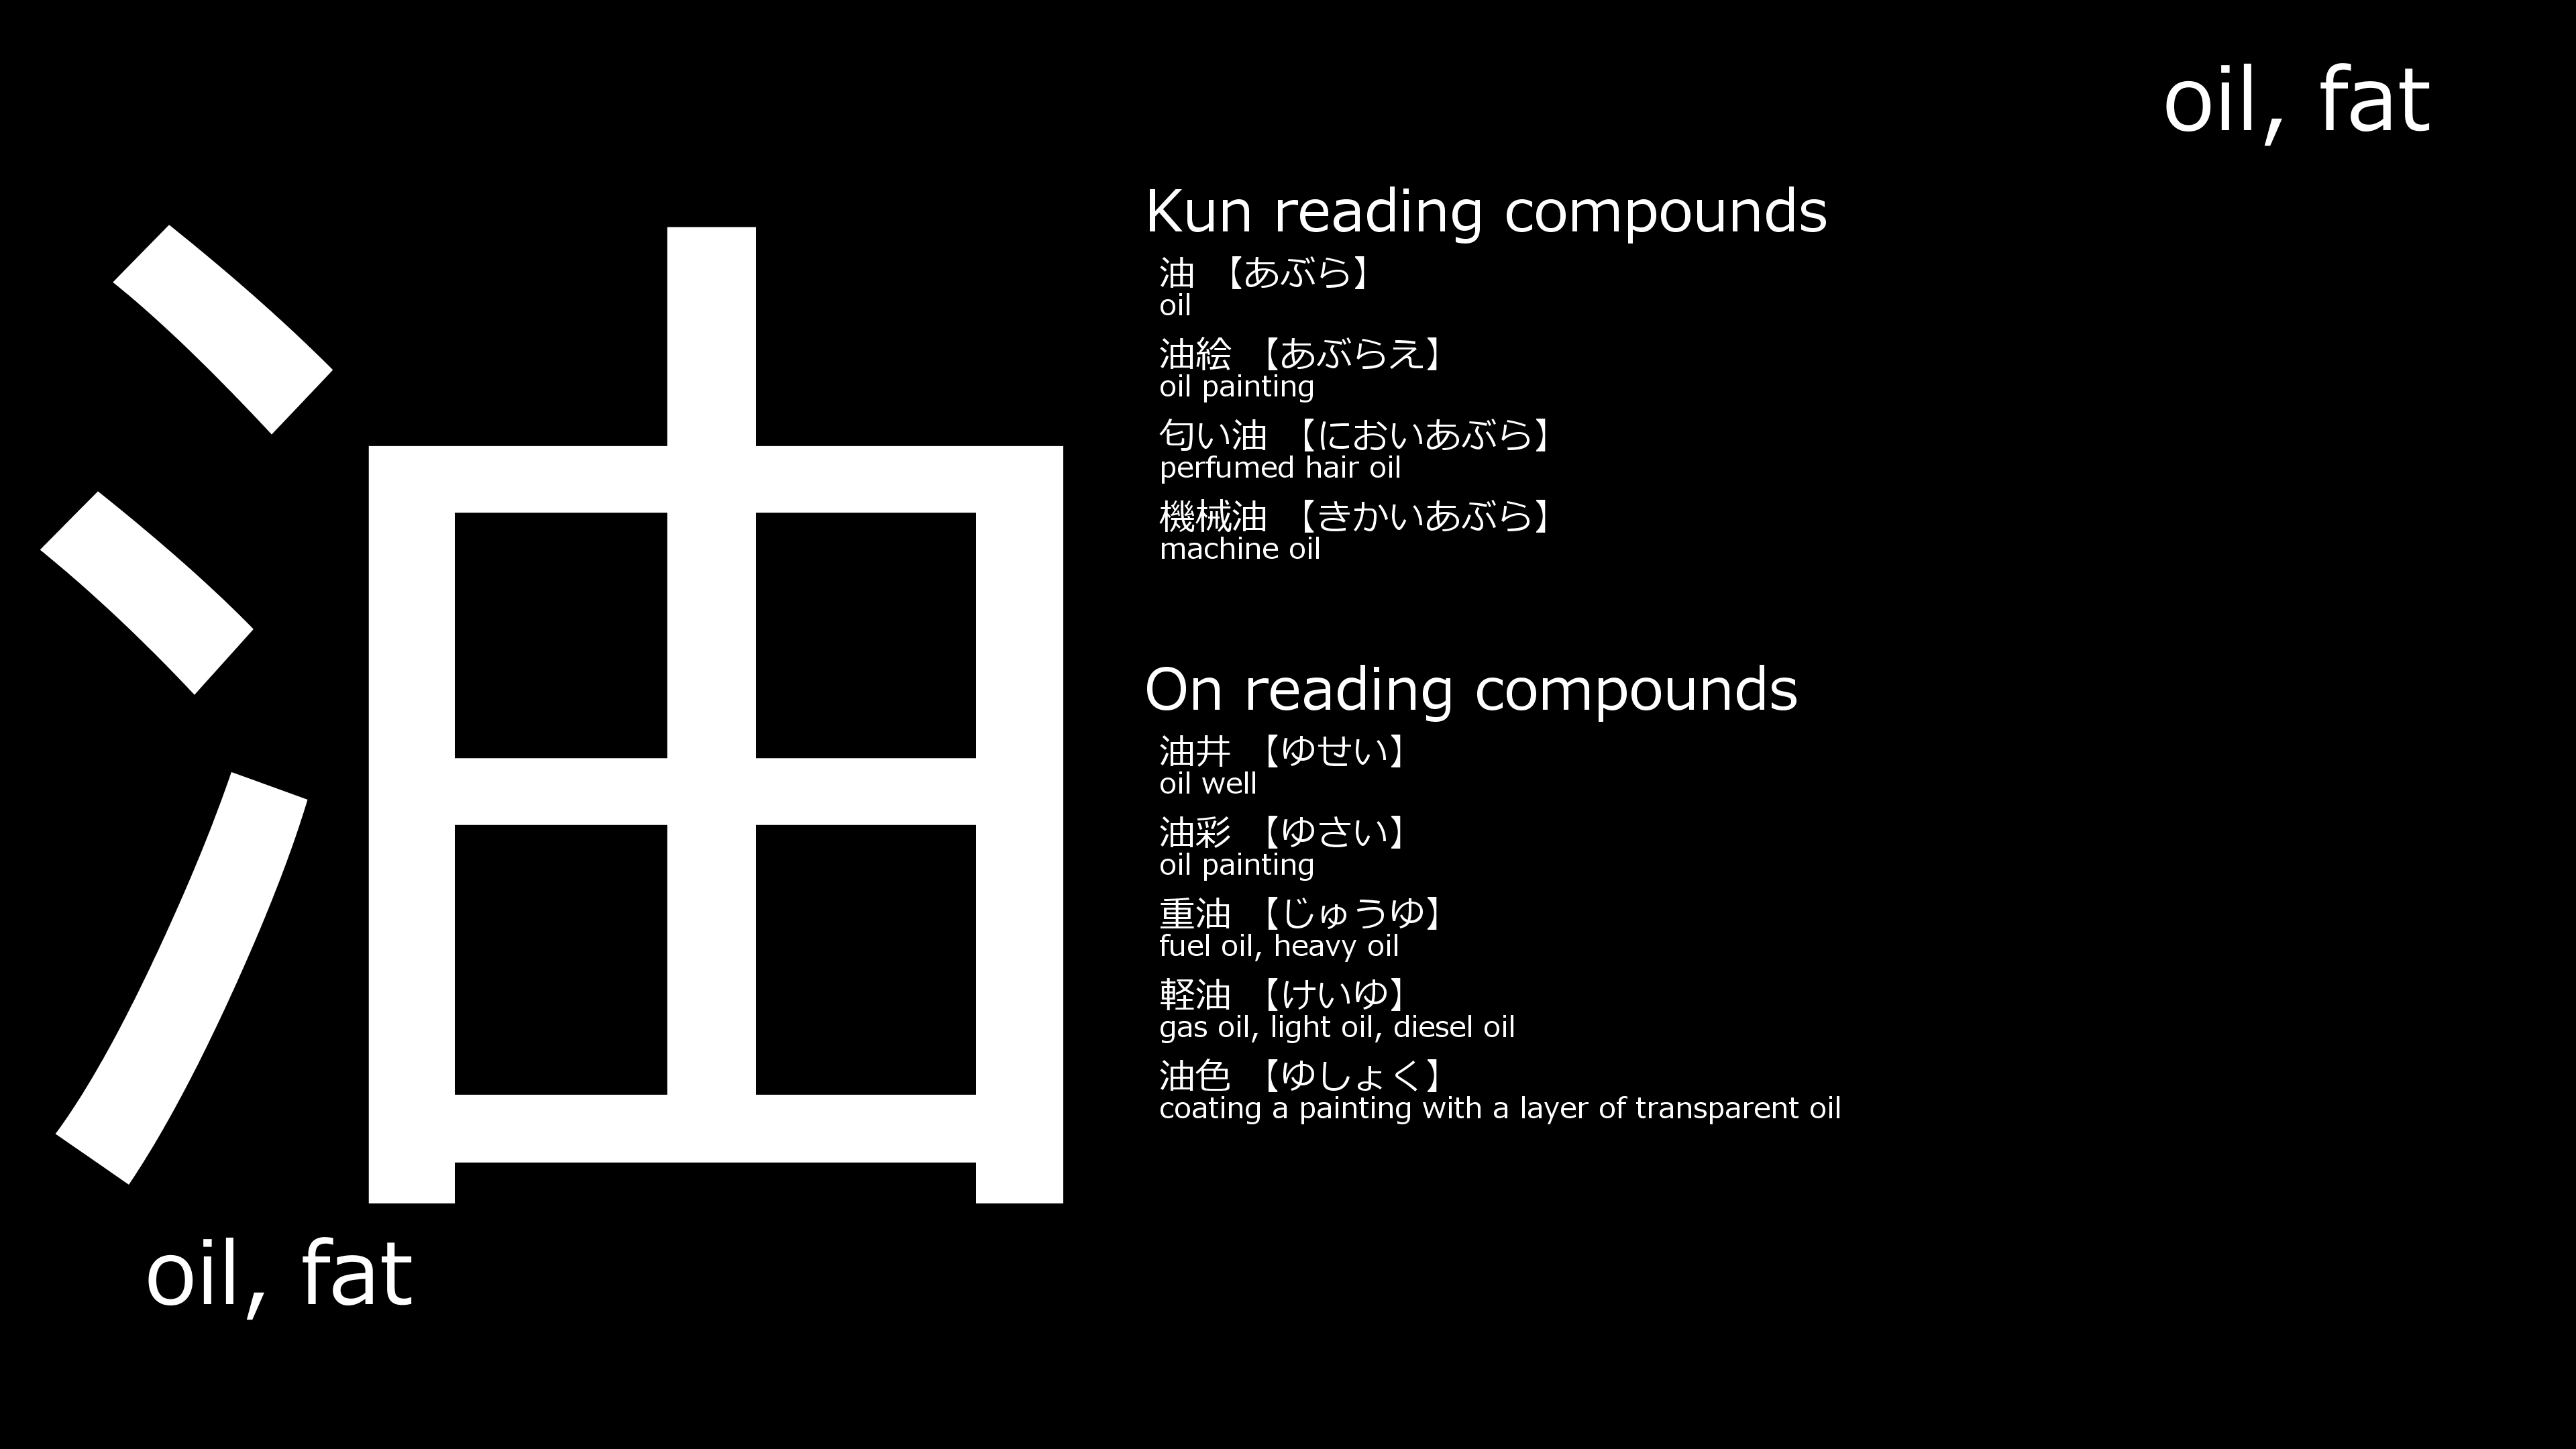 oil, fat
油
oil, fat
Kun reading compounds
油 【あぶら】
oil
油絵 【あぶらえ】
oil painting
匂い油 【においあぶら】
perfumed hair oil
機械油 【きかいあぶら】
machine oil
On reading compounds
油井 【ゆせい】
oil well
油彩 【ゆさい】
oil painting
重油 【じゅうゆ】
fuel oil, heavy oil
軽油 【けいゆ】
gas oil, light oil, diesel oil
油色 【ゆしょく】
coating a painting with a layer of transparent oil